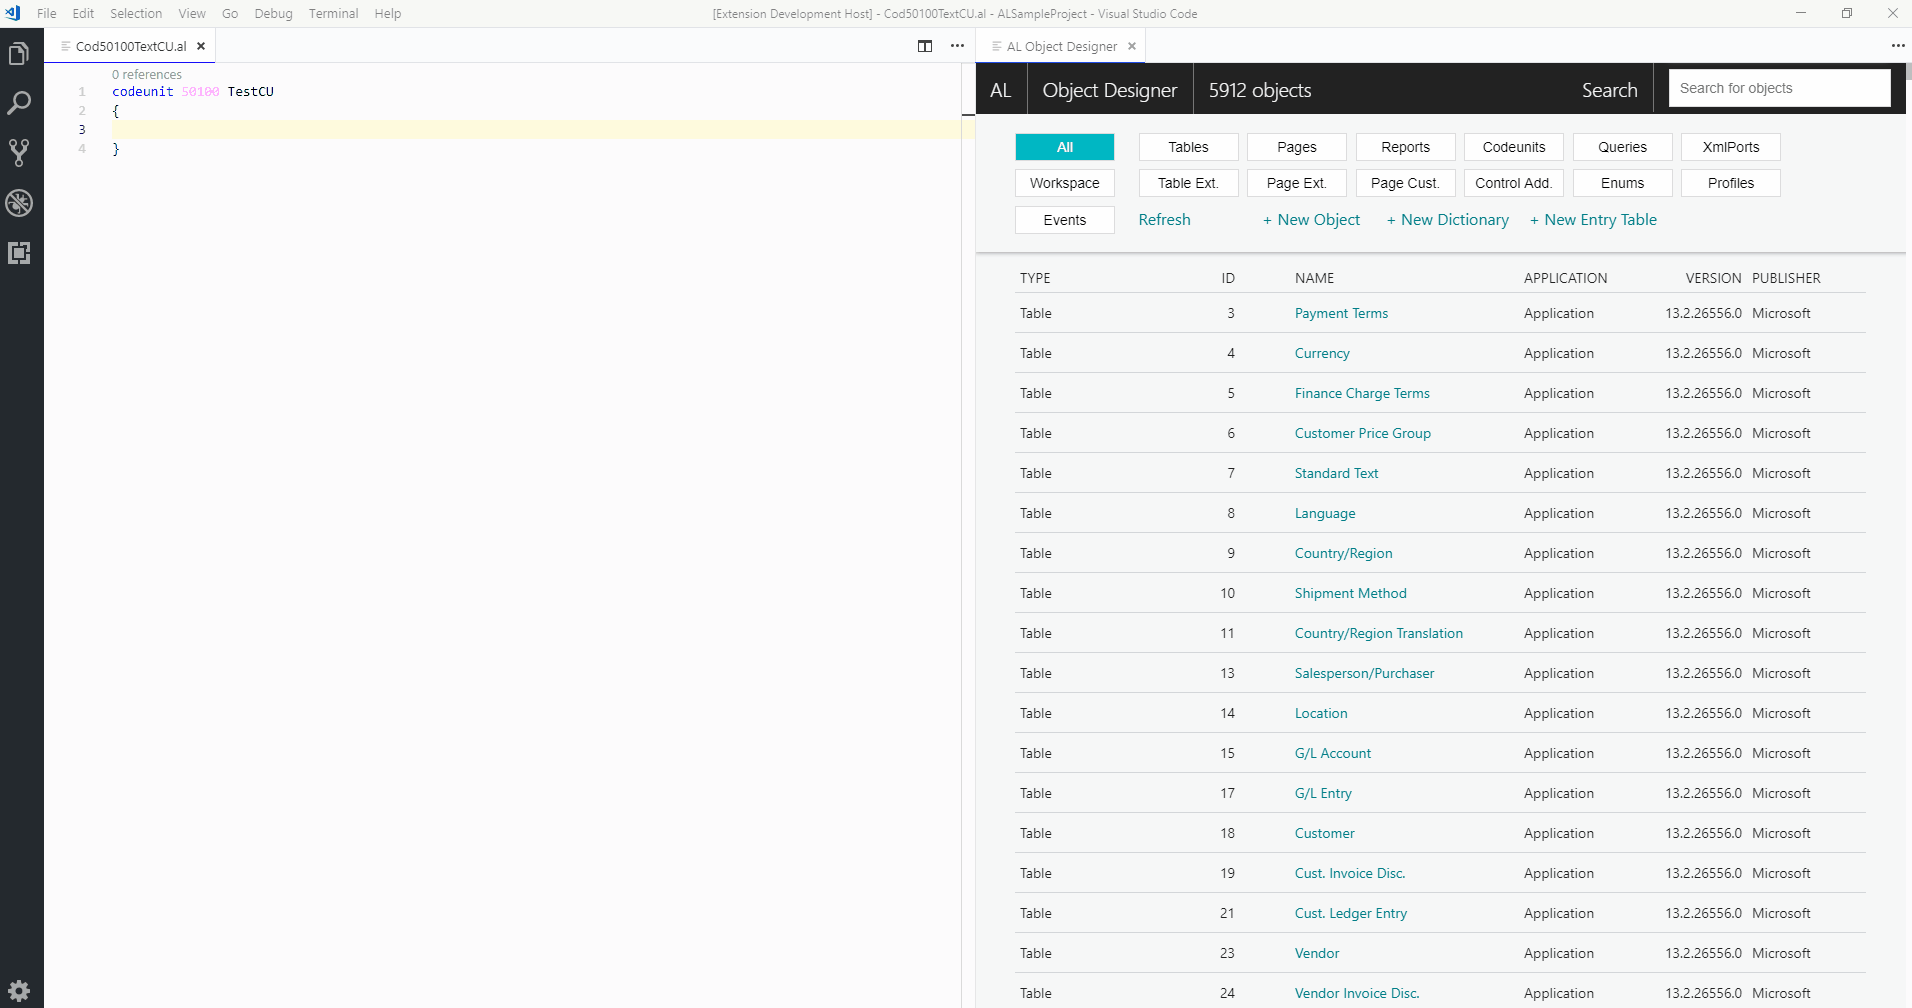 File Edit Selection View Go Debug Terminal Help [Extension Development Host] - Cod50100TextCU.al - ALSampleProject - Visual Studio Code
Cod50100TextCU.al
0 references
1 codeunit 50100 TestCU
2 {
3
4 }
AL Object Designer
AL Object Designer 5912 objects Search Search for objects
All Tables Pages Reports Codeunits Queries XmlPorts
Workspace Table Ext. Page Ext. Page Cust. Control Add. Enums Profiles
Events Refresh + New Object + New Dictionary + New Entry Table
TYPE ID NAME APPLICATION VERSION PUBLISHER
Table 3 Payment Terms Application 13.2.26556.0 Microsoft
Table 4 Currency Application 13.2.26556.0 Microsoft
Table 5 Finance Charge Terms Application 13.2.26556.0 Microsoft
Table 6 Customer Price Group Application 13.2.26556.0 Microsoft
Table 7 Standard Text Application 13.2.26556.0 Microsoft
Table 8 Language Application 13.2.26556.0 Microsoft
Table 9 Country/Region Application 13.2.26556.0 Microsoft
Table 10 Shipment Method Application 13.2.26556.0 Microsoft
Table 11 Country/Region Translation Application 13.2.26556.0 Microsoft
Table 13 Salesperson/Purchaser Application 13.2.26556.0 Microsoft
Table 14 Location Application 13.2.26556.0 Microsoft
Table 15 G/L Account Application 13.2.26556.0 Microsoft
Table 17 G/L Entry Application 13.2.26556.0 Microsoft
Table 18 Customer Application 13.2.26556.0 Microsoft
Table 19 Cust. Invoice Disc. Application 13.2.26556.0 Microsoft
Table 21 Cust. Ledger Entry Application 13.2.26556.0 Microsoft
Table 23 Vendor Application 13.2.26556.0 Microsoft
Table 24 Vendor Invoice Disc. Application 13.2.26556.0 Microsoft